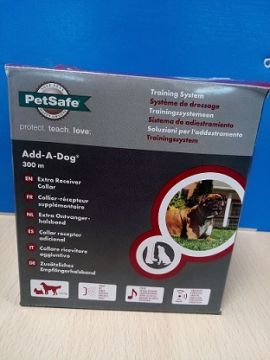 PetSafe®
protect. teach. love.
Training System
Système de dressage
Trainingssysteem
Sistema de adiestramiento
Soluzioni per l'addestramento
Trainingssystem
Add-A-Dog®
300 m
EN Extra Receiver
Collar
FR Collier-récepteur
supplémentaire
NL Extra Ontvanger-
halsband
ES Collar receptor
adicional
IT Collare ricevitore
aggiuntivo
DE Zusätzliches
Empfängerhalsband